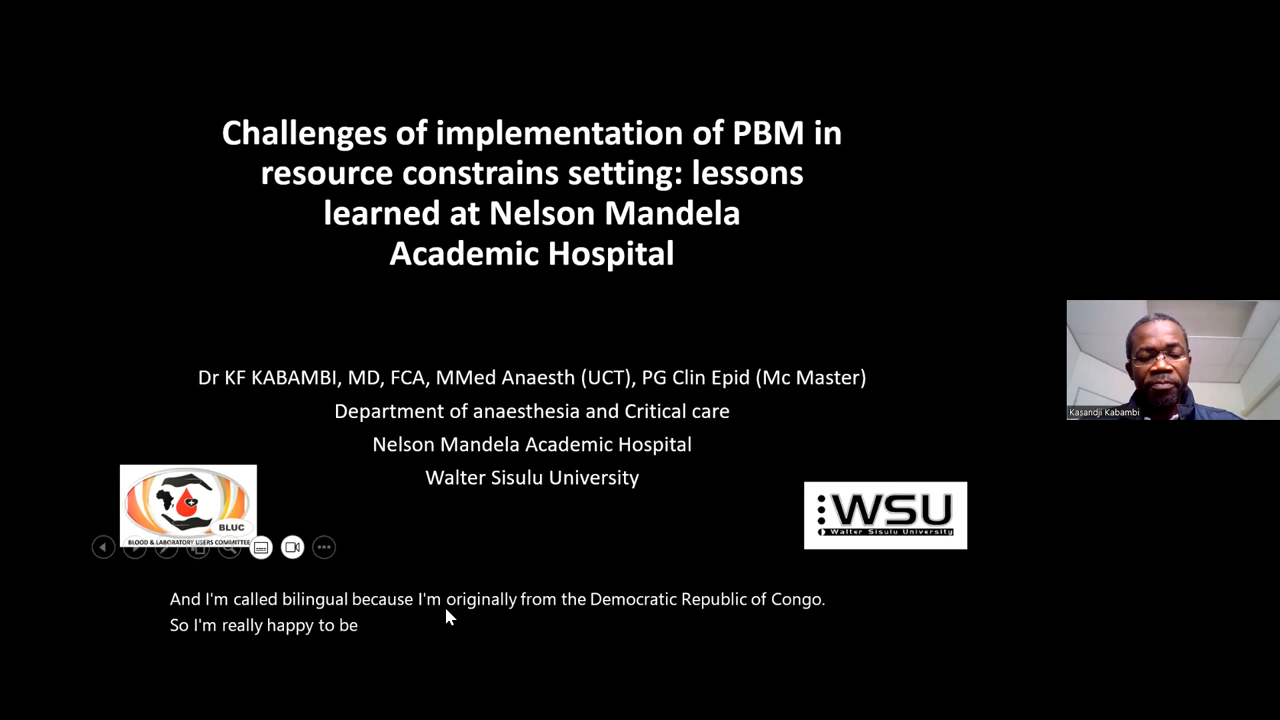 Challenges of implementation of PBM in
resource constrains setting: lessons
learned at Nelson Mandela
Academic Hospital
Dr KF KABAMBI, MD, FCA, MMed Anaesth (UCT), PG Clin Epid (Mc Master)
Department of anaesthesia and Critical care
Nelson Mandela Academic Hospital
Walter Sisulu University
Kasandji Kabambi
BLUC
BLOOD & LABORATORY USERS COMMITTEE
WSU
Walter Sisulu University
And I'm called bilingual because I'm originally from the Democratic Republic of Congo.
So I'm really happy to be